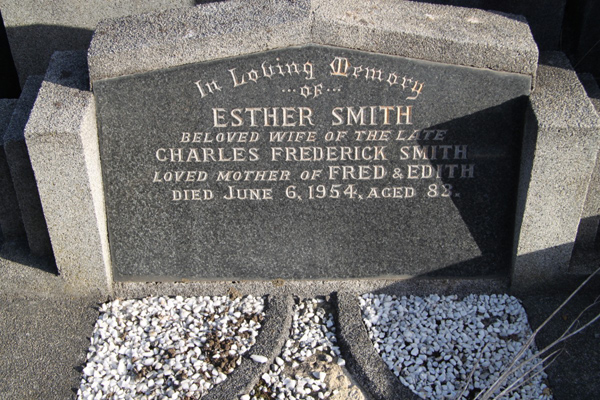 In Loving Memory
...OF...
ESTHER SMITH
BELOVED WIFE OF THE LATE
CHARLES FREDERICK SMITH
LOVED MOTHER OF FRED & EDITH
DIED JUNE 6, 1954, AGED 83.